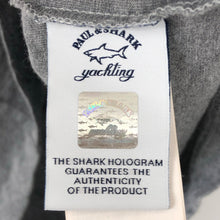 PAUL & SHARK
yachting
THE SHARK HOLOGRAM
GUARANTEES THE
AUTHENTICITY
OF THE PRODUCT